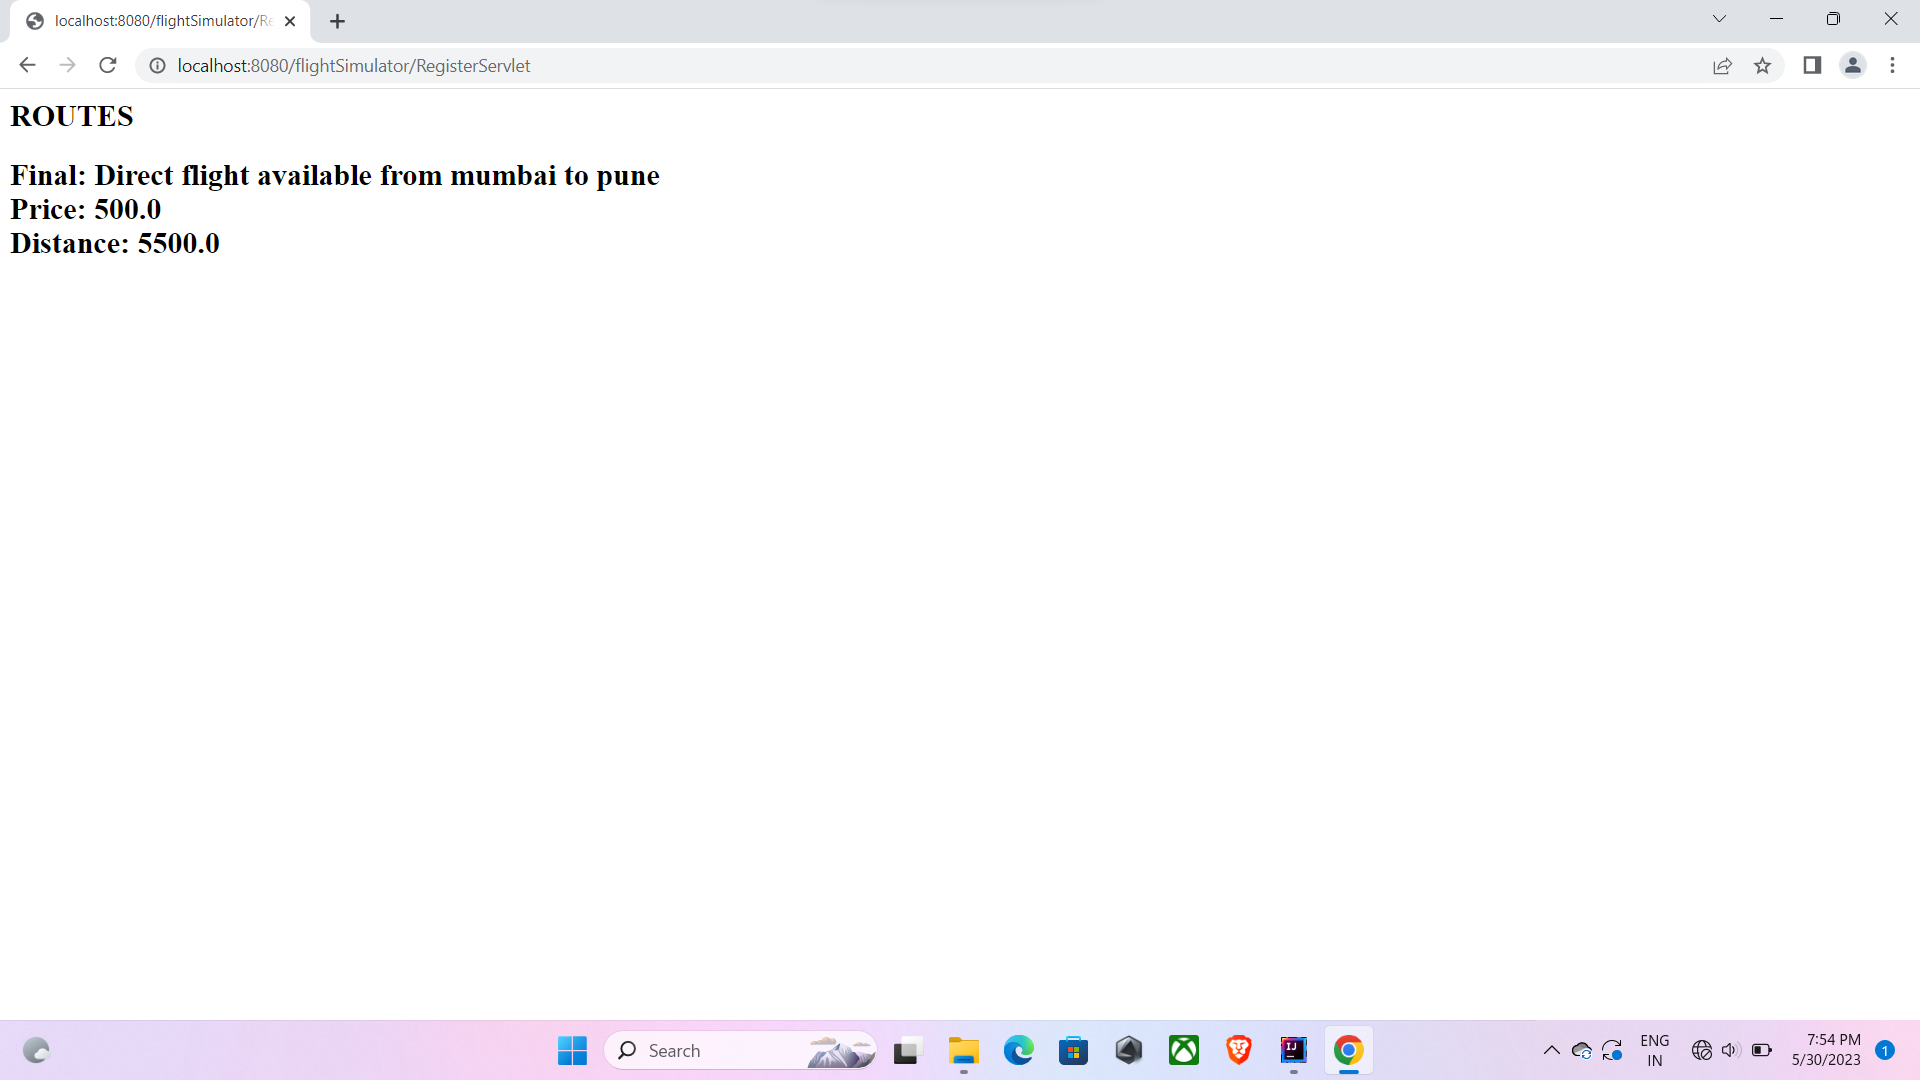 localhost:8080/flightSimulator/Re
localhost:8080/flightSimulator/RegisterServlet
ROUTES
Final: Direct flight available from mumbai to pune
Price: 500.0
Distance: 5500.0
Search
IJ
ENG
IN
7:54 PM
5/30/2023
1